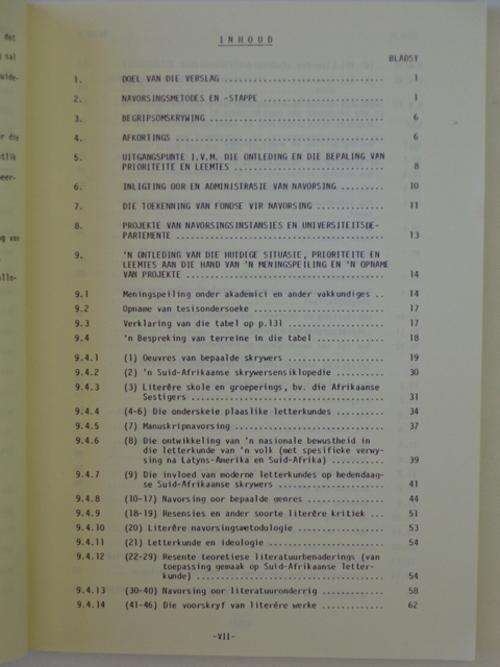 het
n sal
wide-
r die
tlik
eer-
ng van
allo-
I N H O U D
BLADSY
1. DOEL VAN DIE VERSLAG .............................. 1
2. NAVORSINGSMETODES EN -STAPPE ........................ 1
3. BEGRIPSOMSKRYWING ................................. 6
4. AFKORTINGS ....................................... 6
5. UITGANGSPUNTE I.V.M. DIE ONTLEDING EN DIE BEPALING VAN
PRIORITEITE EN LEEMTES ............................. 8
6. INLIGTING OOR EN ADMINISTRASIE VAN NAVORSING ......... 10
7. DIE TOEKENNING VAN FONDSE VIR NAVORSING .............. 11
8. PROJEKTE VAN NAVORSINGSINSTANSIES EN UNIVERSITEITSDE-
PARTEMENTE ....................................... 13
9. 'N ONTLEDING VAN DIE HUIDIGE SITUASIE, PRIORITEITE EN
LEEMTES AAN DIE HAND VAN 'N MENINGSPEILING EN 'N OPNAME
VAN PROJEKTE ..................................... 14
9.1 Meningspeiling onder akademici en ander vakkundiges .. 14
9.2 Opname van tesisondersoeke ......................... 17
9.3 Verklaring van die tabel op p.131 ................... 17
9.4 'n Bespreking van terreine in die tabel .............. 18
9.4.1 (1) Oeuvres van bepaalde skrywers ................... 19
9.4.2 (2) 'n Suid-Afrikaanse skrywersensiklopedie .......... 30
9.4.3 (3) Literêre skole en groeperings, bv. die Afrikaanse
Sestigers .................................... 31
9.4.4 (4-6) Die onderskeie plaaslike letterkundes .......... 34
9.4.5 (7) Manuskripnavorsing ............................. 37
9.4.6 (8) Die ontwikkeling van 'n nasionale bewustheid in
die letterkunde van 'n volk (met spesifieke verwy-
sing na Latyns-Amerika en Suid-Afrika) ............ 39
9.4.7 (9) Die invloed van moderne letterkundes op hedendaag-
se Suid-Afrikaanse skrywers ..................... 41
9.4.8 (10-17) Navorsing oor bepaalde genres ............... 44
9.4.9 (18-19) Resensies en ander soorte literêre kritiek ... 51
9.4.10 (20) Literêre navorsingsmetodologie ................. 53
9.4.11 (21) Letterkunde en ideologie ...................... 54
9.4.12 (22-29) Resente teoretiese literatuurbenaderings (van
toepassing gemaak op Suid-Afrikaanse letter-
kunde) ....................................... 54
9.4.13 (30-40) Navorsing oor literatuuronderrig ............ 58
9.4.14 (41-46) Die voorskryf van literêre werke ............ 62
-VII-